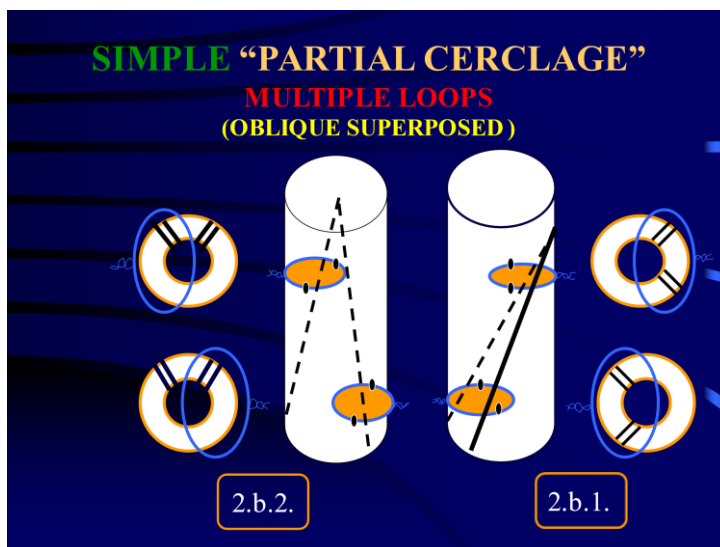 SIMPLE “PARTIAL CERCLAGE”
MULTIPLE LOOPS
(OBLIQUE SUPERPOSED )
2.b.2.
2.b.1.